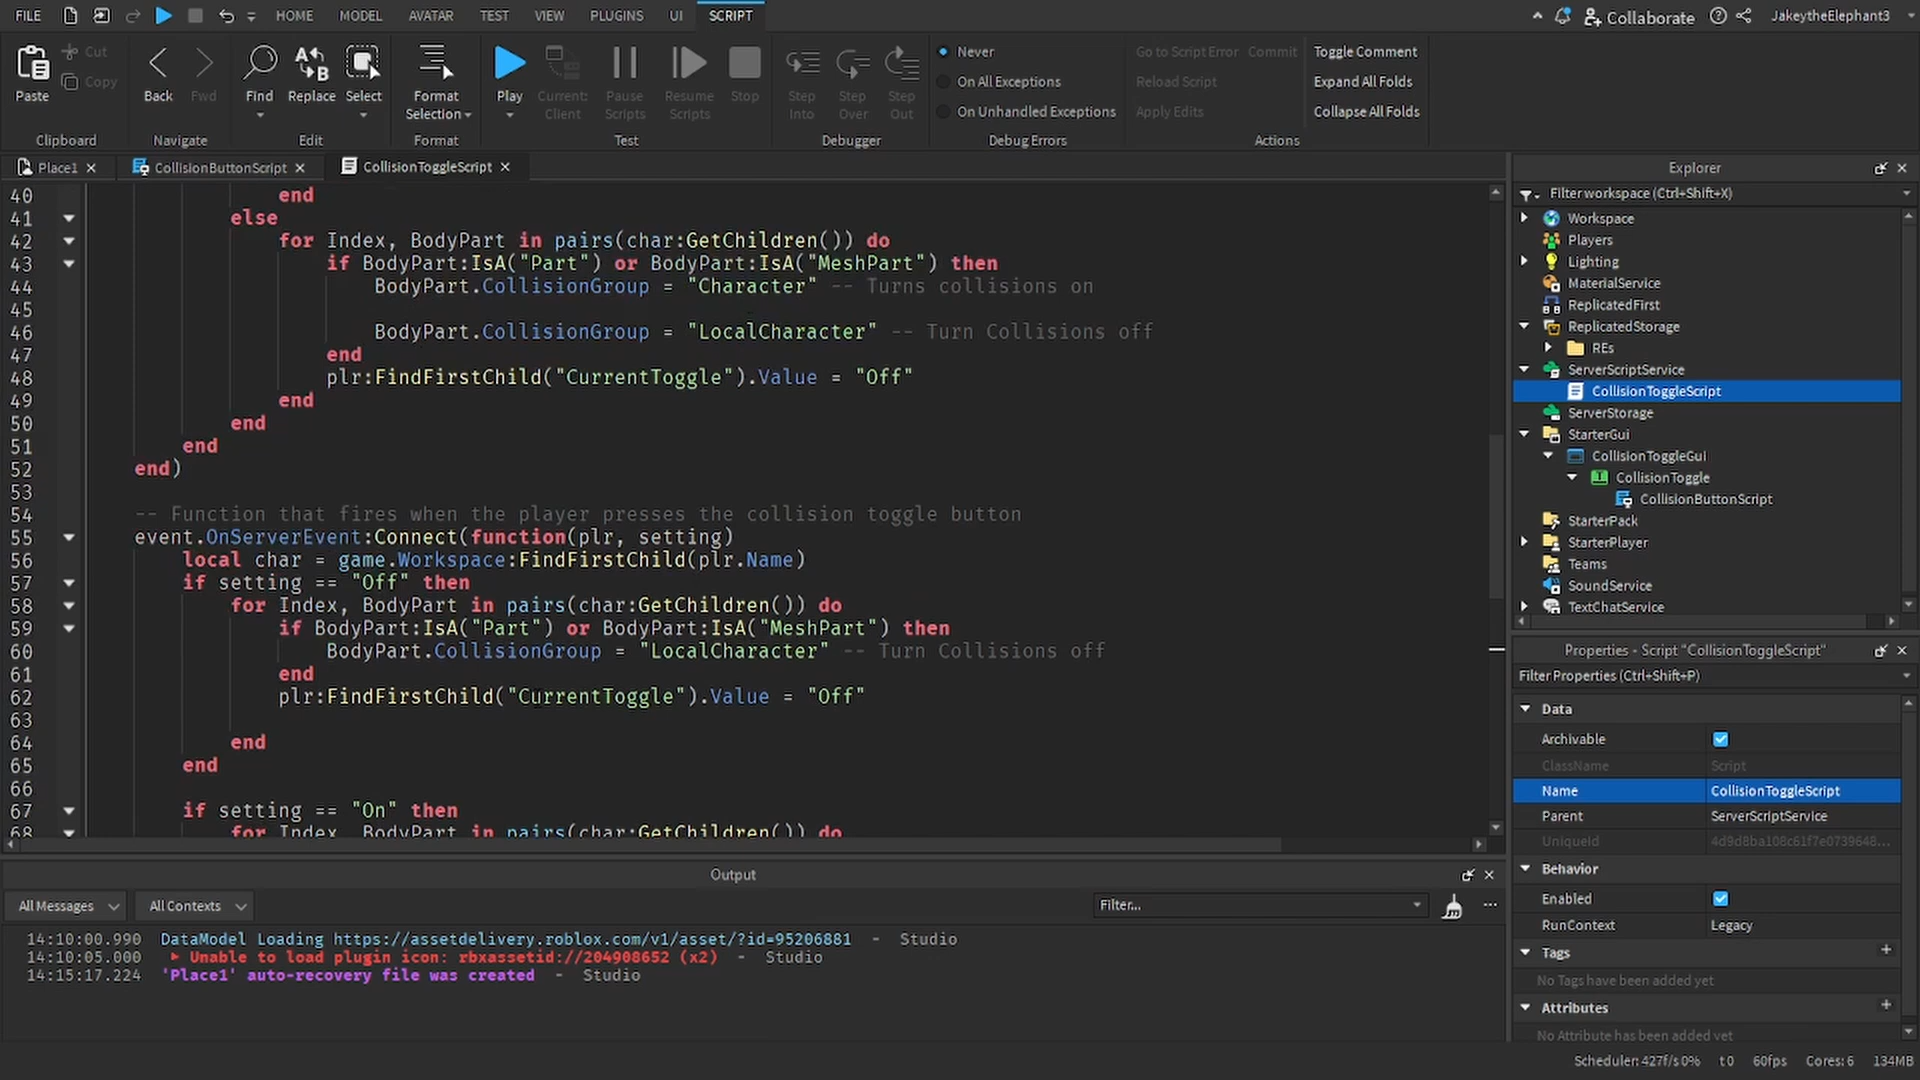 FILE HOME MODEL AVATAR TEST VIEW PLUGINS UI SCRIPT Collaborate JakeytheElephant3
Paste Cut Copy Back Fwd Find Replace Select Format Selection Play Current: Client Pause Scripts Resume Scripts Stop Step Into Step Over Step Out
Never
On All Exceptions
On Unhandled Exceptions
Go to Script Error Commit
Reload Script
Apply Edits
Toggle Comment
Expand All Folds
Collapse All Folds
Clipboard Navigate Edit Format Test Debugger Debug Errors Actions
Place1 CollisionButtonScript CollisionToggleScript
40 end
41 else
42 for Index, BodyPart in pairs(char:GetChildren()) do
43 if BodyPart:IsA("Part") or BodyPart:IsA("MeshPart") then
44 BodyPart.CollisionGroup = "Character" -- Turns collisions on
45
46 BodyPart.CollisionGroup = "LocalCharacter" -- Turn Collisions off
47 end
48 plr:FindFirstChild("CurrentToggle").Value = "Off"
49 end
50 end
51 end
52 end)
53
54 -- Function that fires when the player presses the collision toggle button
55 event.OnServerEvent:Connect(function(plr, setting)
56 local char = game.Workspace:FindFirstChild(plr.Name)
57 if setting == "Off" then
58 for Index, BodyPart in pairs(char:GetChildren()) do
59 if BodyPart:IsA("Part") or BodyPart:IsA("MeshPart") then
60 BodyPart.CollisionGroup = "LocalCharacter" -- Turn Collisions off
61 end
62 plr:FindFirstChild("CurrentToggle").Value = "Off"
63
64 end
65 end
66
67 if setting == "On" then
68 for Index, BodyPart in pairs(char:GetChildren()) do
Output
All Messages All Contexts Filter...
14:10:00.990 DataModel Loading https://assetdelivery.roblox.com/v1/asset/?id=95206881 - Studio
14:10:05.000 Unable to load plugin icon: rbxassetid://204908652 (x2) - Studio
14:15:17.224 'Place1' auto-recovery file was created - Studio
Explorer
Filter workspace (Ctrl+Shift+X)
Workspace
Players
Lighting
MaterialService
ReplicatedFirst
ReplicatedStorage
REs
ServerScriptService
CollisionToggleScript
ServerStorage
StarterGui
CollisionToggleGui
CollisionToggle
CollisionButtonScript
StarterPack
StarterPlayer
Teams
SoundService
TextChatService
Properties - Script "CollisionToggleScript"
Filter Properties (Ctrl+Shift+P)
Data
Archivable
ClassName Script
Name CollisionToggleScript
Parent ServerScriptService
UniqueId 4d9d8ba108c61f7e0739648...
Behavior
Enabled
RunContext Legacy
Tags
No Tags have been added yet
Attributes
No Attribute has been added yet
Scheduler: 427f/s 0% t 0 60fps Cores: 6 134MB